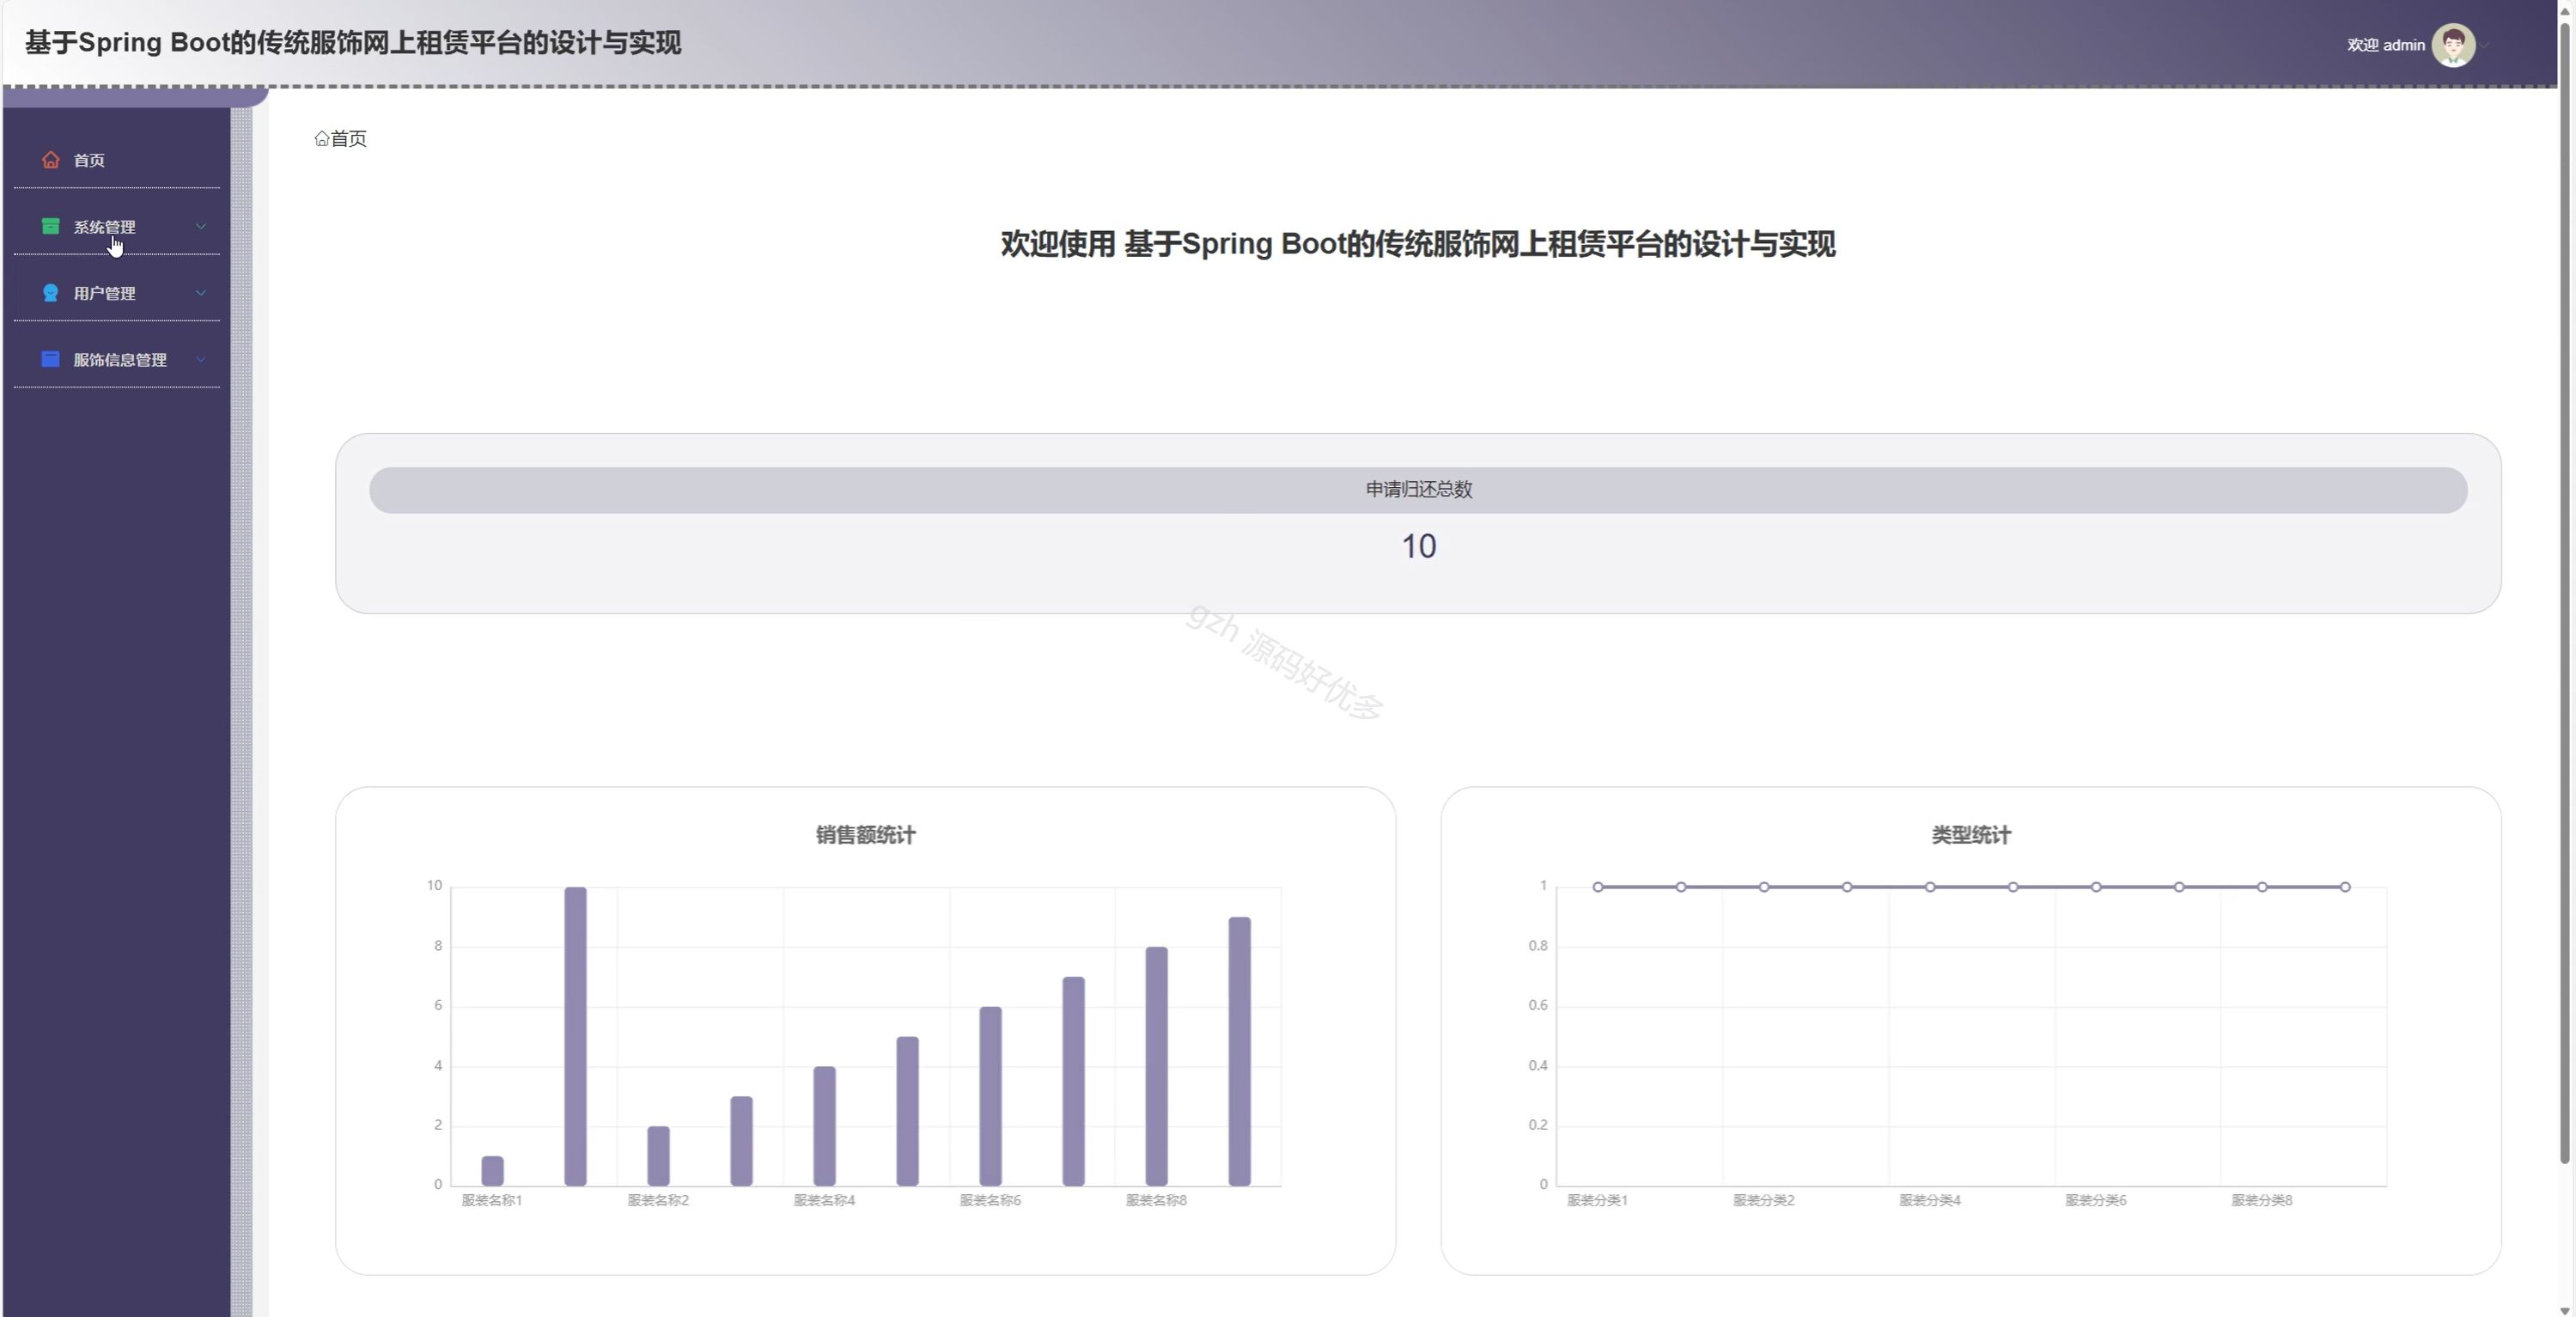 基于Spring Boot的传统服饰网上租赁平台的设计与实现
欢迎 admin
首页
系统管理
用户管理
服饰信息管理
首页
欢迎使用 基于Spring Boot的传统服饰网上租赁平台的设计与实现
申请归还总数
10
gzh 源码好优多
销售额统计
10
8
6
4
2
0
服装名称1 服装名称2 服装名称4 服装名称6 服装名称8
类型统计
1
0.8
0.6
0.4
0.2
0
服装分类1 服装分类2 服装分类4 服装分类6 服装分类8